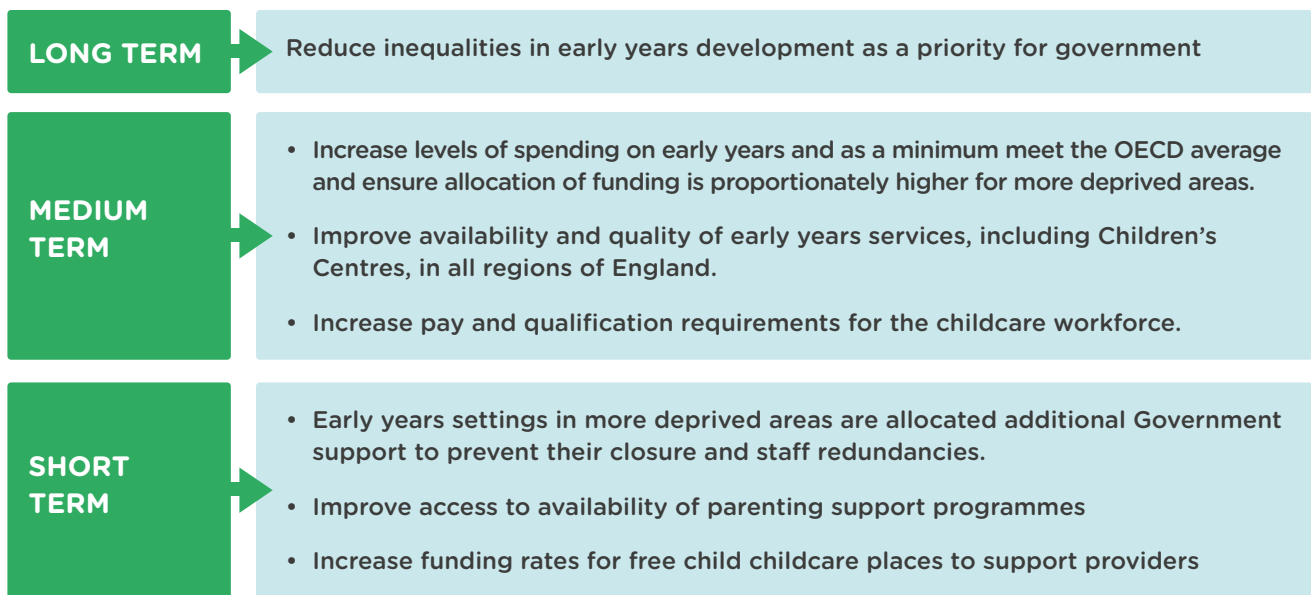 LONG TERM
Reduce inequalities in early years development as a priority for government
MEDIUM
TERM
• Increase levels of spending on early years and as a minimum meet the OECD average
and ensure allocation of funding is proportionately higher for more deprived areas.
• Improve availability and quality of early years services, including Children’s
Centres, in all regions of England.
• Increase pay and qualification requirements for the childcare workforce.
SHORT
TERM
• Early years settings in more deprived areas are allocated additional Government
support to prevent their closure and staff redundancies.
• Improve access to availability of parenting support programmes
• Increase funding rates for free child childcare places to support providers